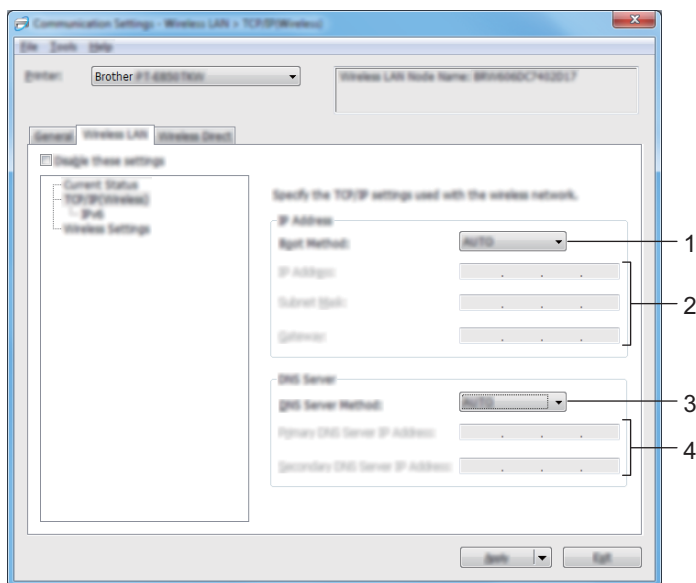 Communication Settings - Wireless LAN > TCP/IP(Wireless)
File Tools Help
Printer:
Brother
Wireless LAN Node Name:
General Wireless LAN Wireless Direct
Disable these settings
Current Status
TCP/IP(Wireless)
IPv6
Wireless Settings
Specify the TCP/IP settings used with the wireless network.
IP Address
Boot Method: AUTO 1
IP Address:
Subnet Mask: 2
Gateway:
DNS Server
DNS Server Method: AUTO 3
Primary DNS Server IP Address:
4
Secondary DNS Server IP Address:
Apply Exit